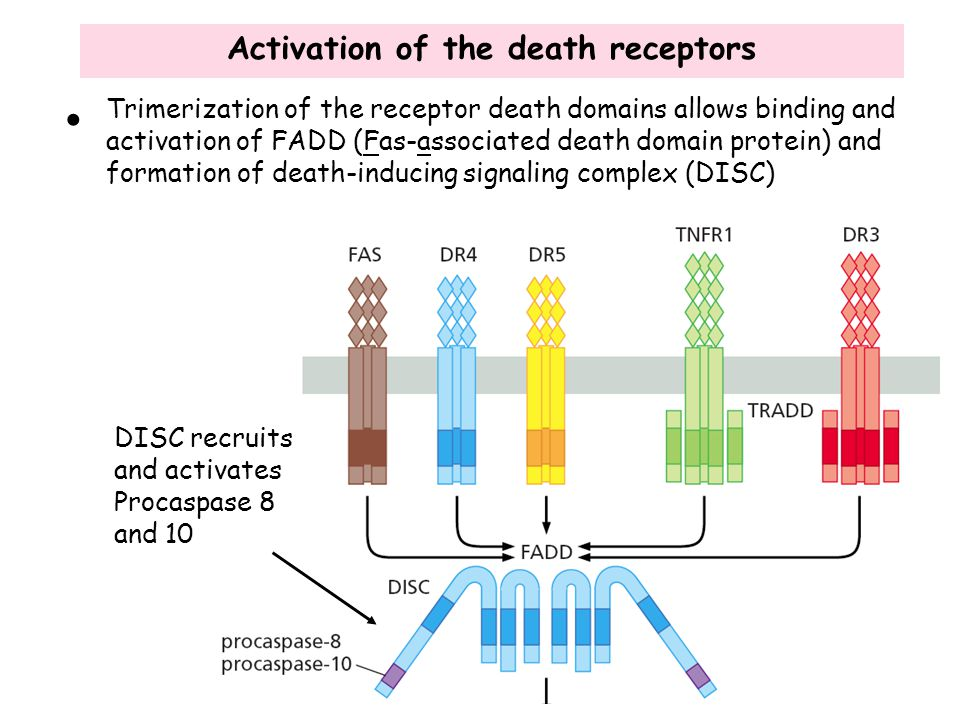 Activation of the death receptors
• Trimerization of the receptor death domains allows binding and
activation of FADD (Fas-associated death domain protein) and
formation of death-inducing signaling complex (DISC)
FAS DR4 DR5 TNFR1 DR3
TRADD
DISC recruits
and activates
Procaspase 8
and 10
FADD
DISC
procaspase-8
procaspase-10